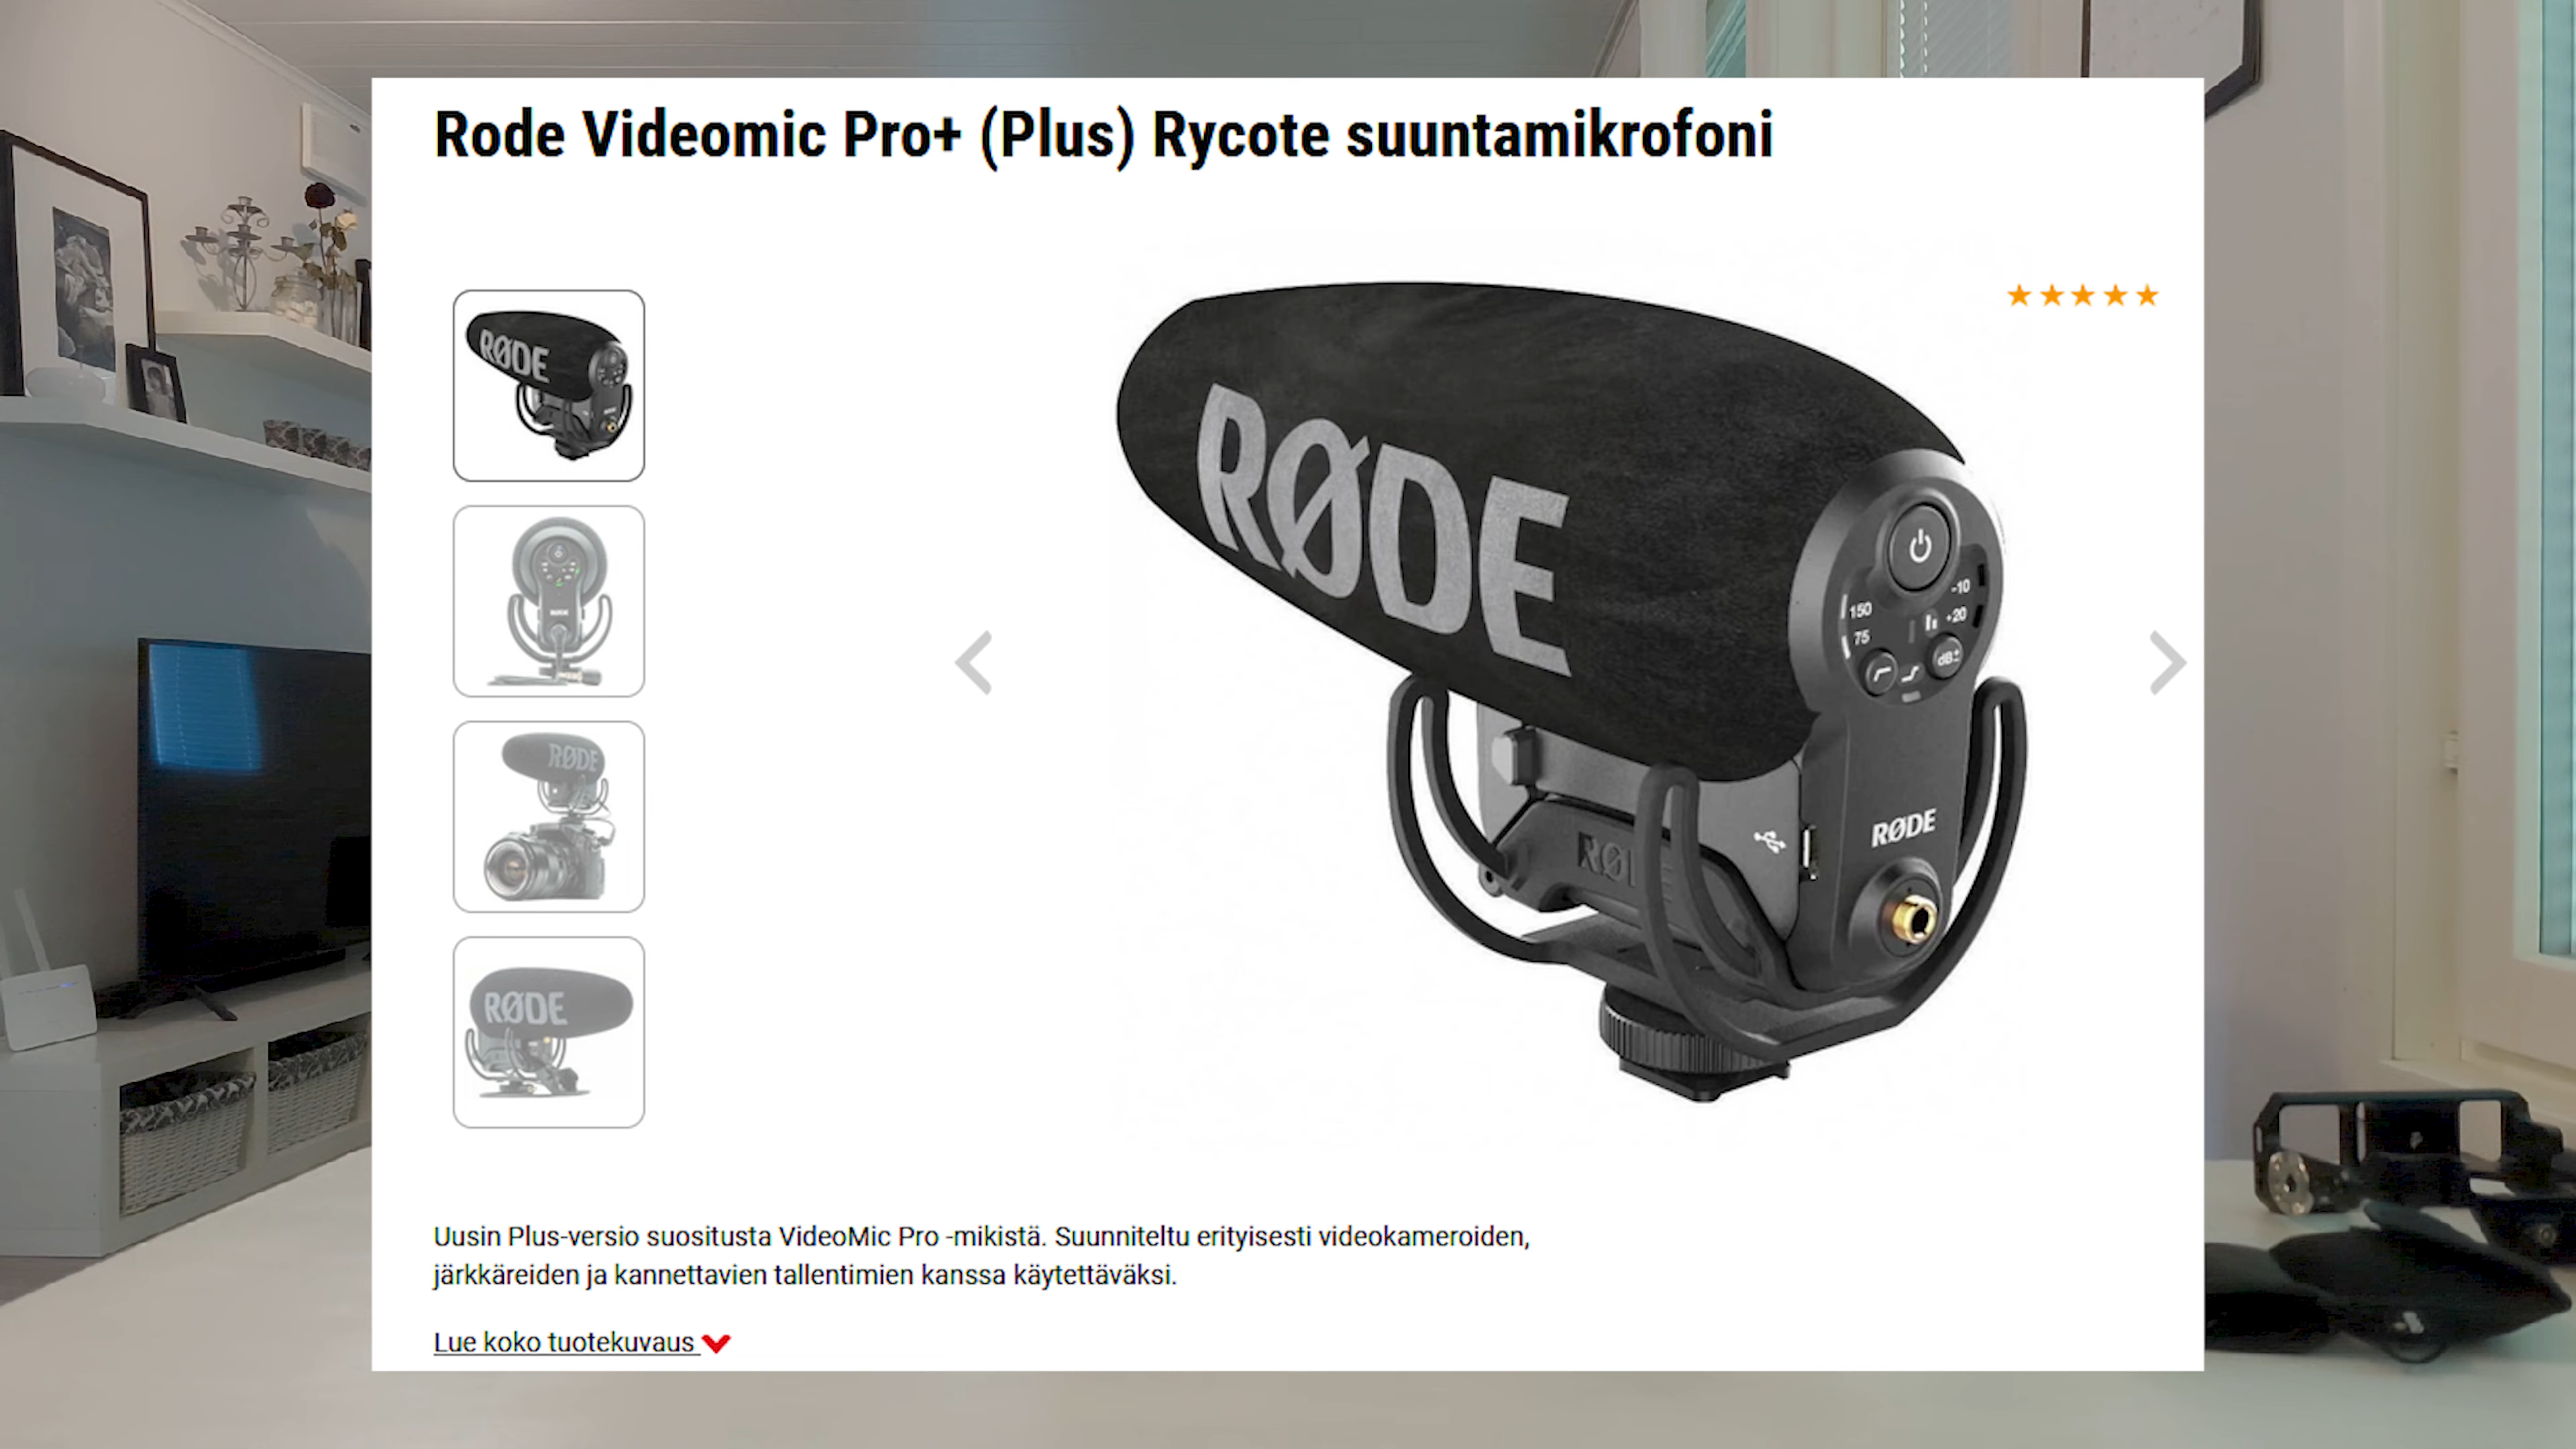 Rode Videomic Pro+ (Plus) Rycote suuntamikrofoni
RØDE
RØDE
-10
150
+20
75
dB±
RØDE
RØDE
RØDE
RØDE
Uusin Plus-versio suositusta VideoMic Pro -mikistä. Suunniteltu erityisesti videokameroiden,
järkkäreiden ja kannettavien tallentimien kanssa käytettäväksi.
Lue koko tuotekuvaus